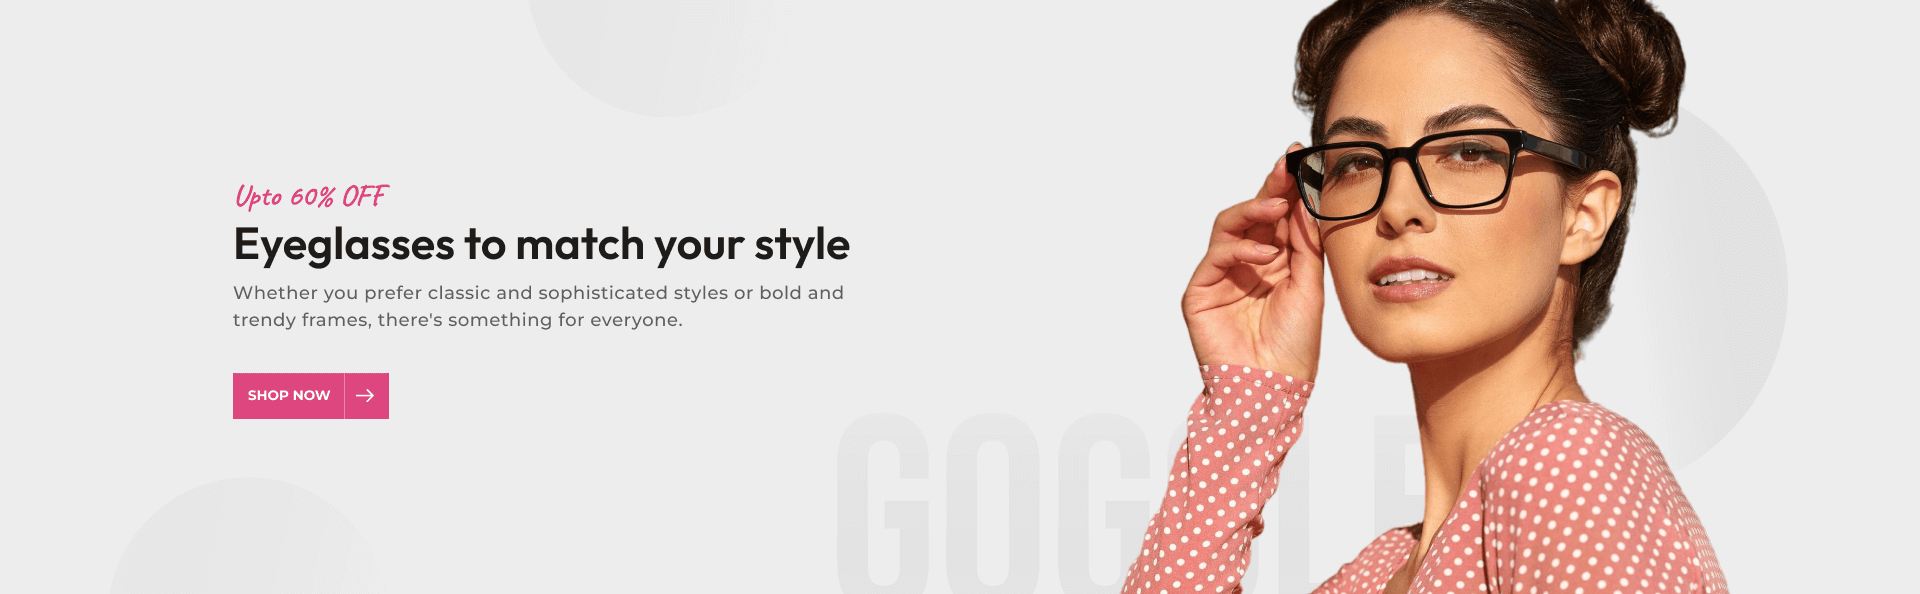 Upto 60% OFF
Eyeglasses to match your style
Whether you prefer classic and sophisticated styles or bold and
trendy frames, there's something for everyone.
SHOP NOW